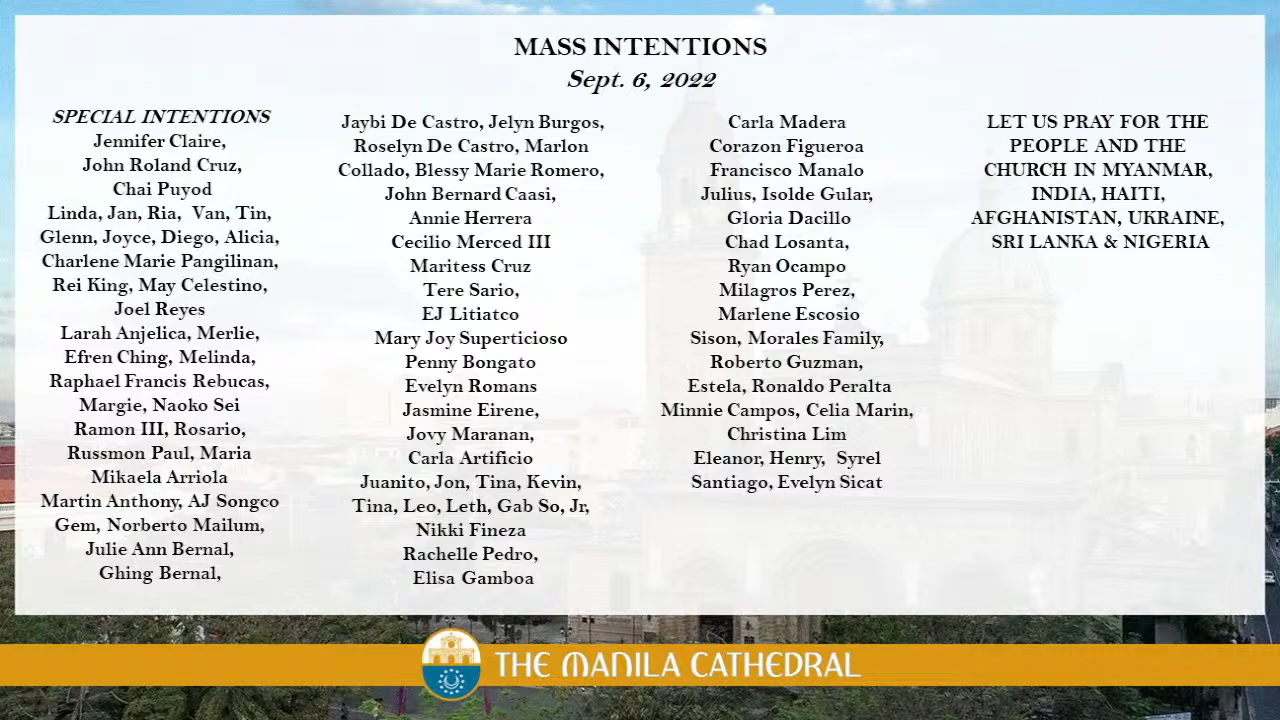 MASS INTENTIONS
Sept. 6, 2022
SPECIAL INTENTIONS
Jennifer Claire,
John Roland Cruz,
Chai Puyod
Linda, Jan, Ria, Van, Tin,
Glenn, Joyce, Diego, Alicia,
Charlene Marie Pangilinan,
Rei King, May Celestino,
Joel Reyes
Larah Anjelica, Merlie,
Efren Ching, Melinda,
Raphael Francis Rebucas,
Margie, Naoko Sei
Ramon III, Rosario,
Russmon Paul, Maria
Mikaela Arriola
Martin Anthony, AJ Songco
Gem, Norberto Mailum,
Julie Ann Bernal,
Ghing Bernal,
Jaybi De Castro, Jelyn Burgos,
Roselyn De Castro, Marlon
Collado, Blessy Marie Romero,
John Bernard Caasi,
Annie Herrera
Cecilio Merced III
Maritess Cruz
Tere Sario,
EJ Litiatco
Mary Joy Superticioso
Penny Bongato
Evelyn Romans
Jasmine Eirene,
Jovy Maranan,
Carla Artificio
Juanito, Jon, Tina, Kevin,
Tina, Leo, Leth, Gab So, Jr,
Nikki Fineza
Rachelle Pedro,
Elisa Gamboa
Carla Madera
Corazon Figueroa
Francisco Manalo
Julius, Isolde Gular,
Gloria Dacillo
Chad Losanta,
Ryan Ocampo
Milagros Perez,
Marlene Escosio
Sison, Morales Family,
Roberto Guzman,
Estela, Ronaldo Peralta
Minnie Campos, Celia Marin,
Christina Lim
Eleanor, Henry, Syrel
Santiago, Evelyn Sicat
LET US PRAY FOR THE
PEOPLE AND THE
CHURCH IN MYANMAR,
INDIA, HAITI,
AFGHANISTAN, UKRAINE,
SRI LANKA & NIGERIA
THE MANILA CATHEDRAL